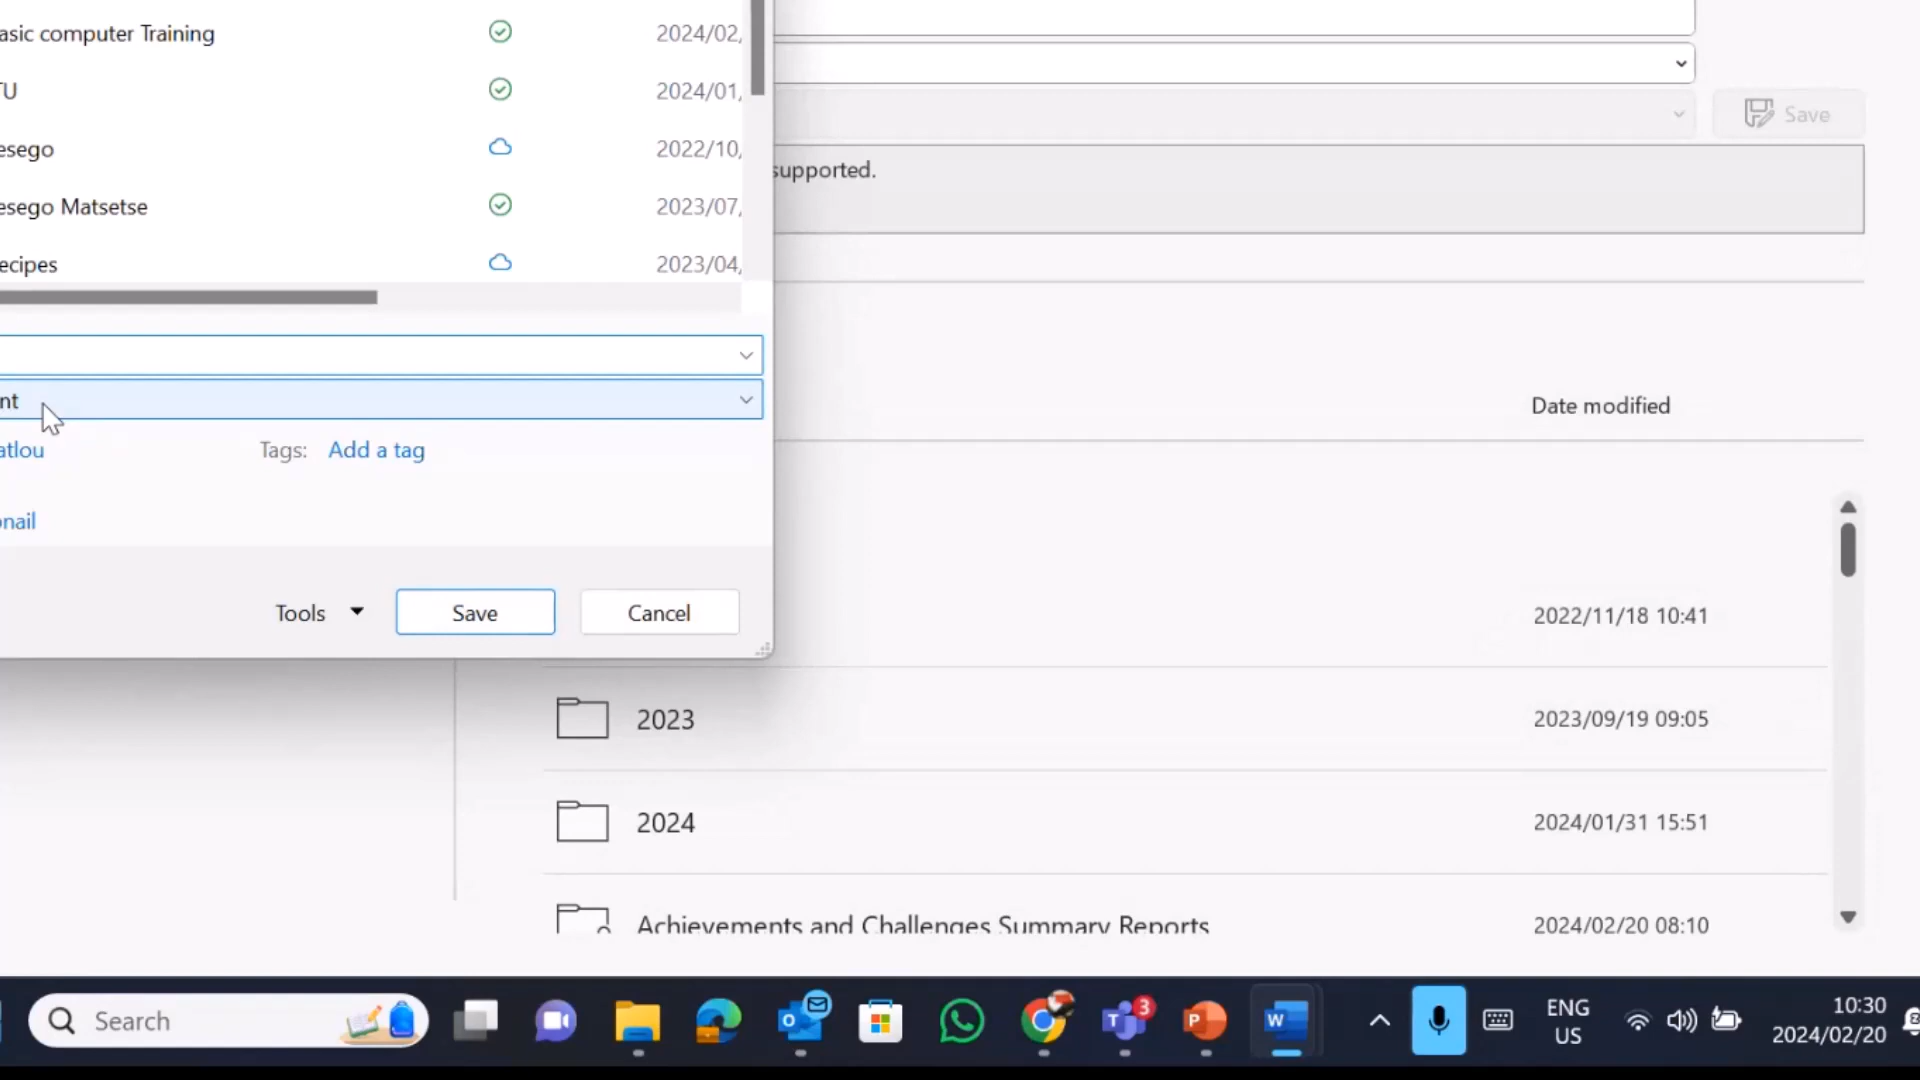 asic computer Training 2024/02,
TU 2024/01,
Save
esego 2022/10,
supported.
esego Matsetse 2023/07,
ecipes 2023/04,
nt
Date modified
atlou Tags: Add a tag
nail
Tools Save Cancel
2022/11/18 10:41
2023 2023/09/19 09:05
2024 2024/01/31 15:51
Achievements and Challenges Summary Reports 2024/02/20 08:10
Search
3
ENG
US
10:30
2024/02/20